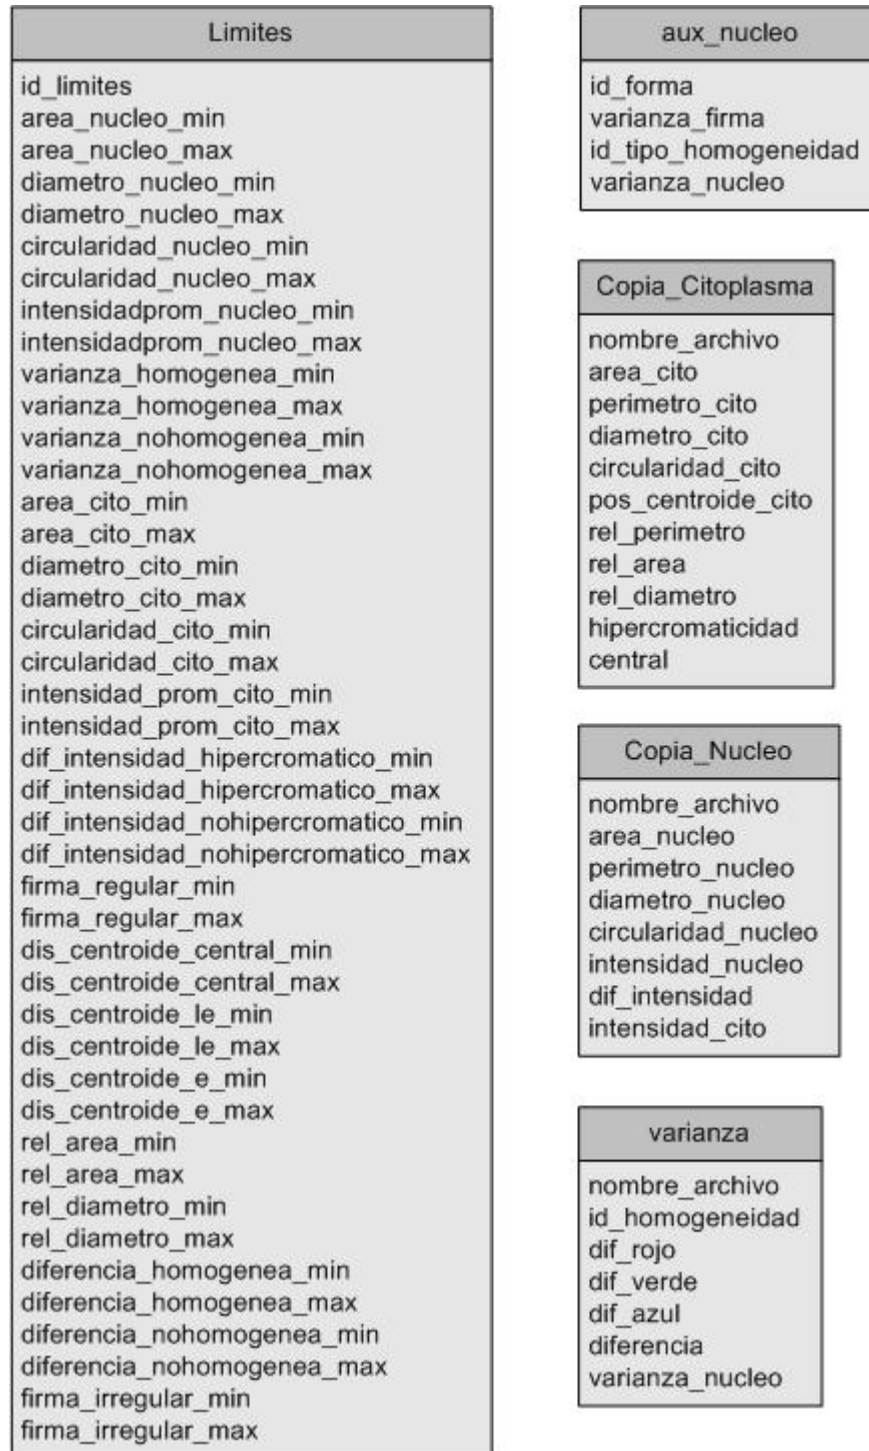 Limites
id_limites
area_nucleo_min
area_nucleo_max
diametro_nucleo_min
diametro_nucleo_max
circularidad_nucleo_min
circularidad_nucleo_max
intensidadprom_nucleo_min
intensidadprom_nucleo_max
varianza_homogenea_min
varianza_homogenea_max
varianza_nohomogenea_min
varianza_nohomogenea_max
area_cito_min
area_cito_max
diametro_cito_min
diametro_cito_max
circularidad_cito_min
circularidad_cito_max
intensidad_prom_cito_min
intensidad_prom_cito_max
dif_intensidad_hipercromatico_min
dif_intensidad_hipercromatico_max
dif_intensidad_nohipercromatico_min
dif_intensidad_nohipercromatico_max
firma_regular_min
firma_regular_max
dis_centroide_central_min
dis_centroide_central_max
dis_centroide_le_min
dis_centroide_le_max
dis_centroide_e_min
dis_centroide_e_max
rel_area_min
rel_area_max
rel_diametro_min
rel_diametro_max
diferencia_homogenea_min
diferencia_homogenea_max
diferencia_nohomogenea_min
diferencia_nohomogenea_max
firma_irregular_min
firma_irregular_max
aux_nucleo
id_forma
varianza_firma
id_tipo_homogeneidad
varianza_nucleo
Copia_Citoplasma
nombre_archivo
area_cito
perimetro_cito
diametro_cito
circularidad_cito
pos_centroide_cito
rel_perimetro
rel_area
rel_diametro
hipercromaticidad
central
Copia_Nucleo
nombre_archivo
area_nucleo
perimetro_nucleo
diametro_nucleo
circularidad_nucleo
intensidad_nucleo
dif_intensidad
intensidad_cito
varianza
nombre_archivo
id_homogeneidad
dif_rojo
dif_verde
dif_azul
diferencia
varianza_nucleo